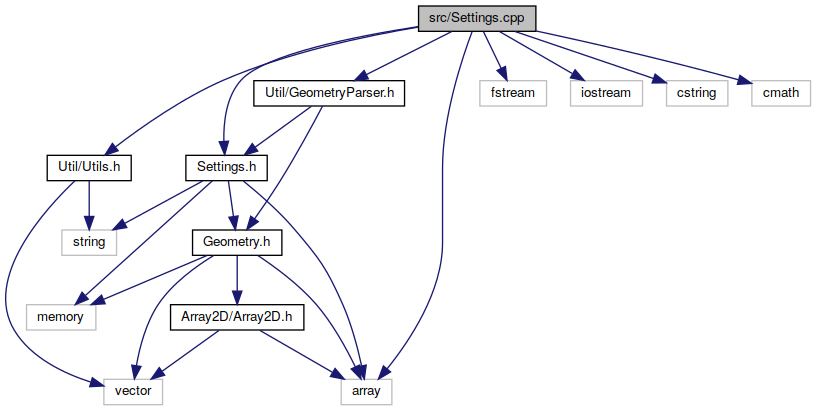 src/Settings.cpp
Util/GeometryParser.h
fstream
iostream
cstring
cmath
Util/Utils.h
Settings.h
string
Geometry.h
memory
Array2D/Array2D.h
vector
array